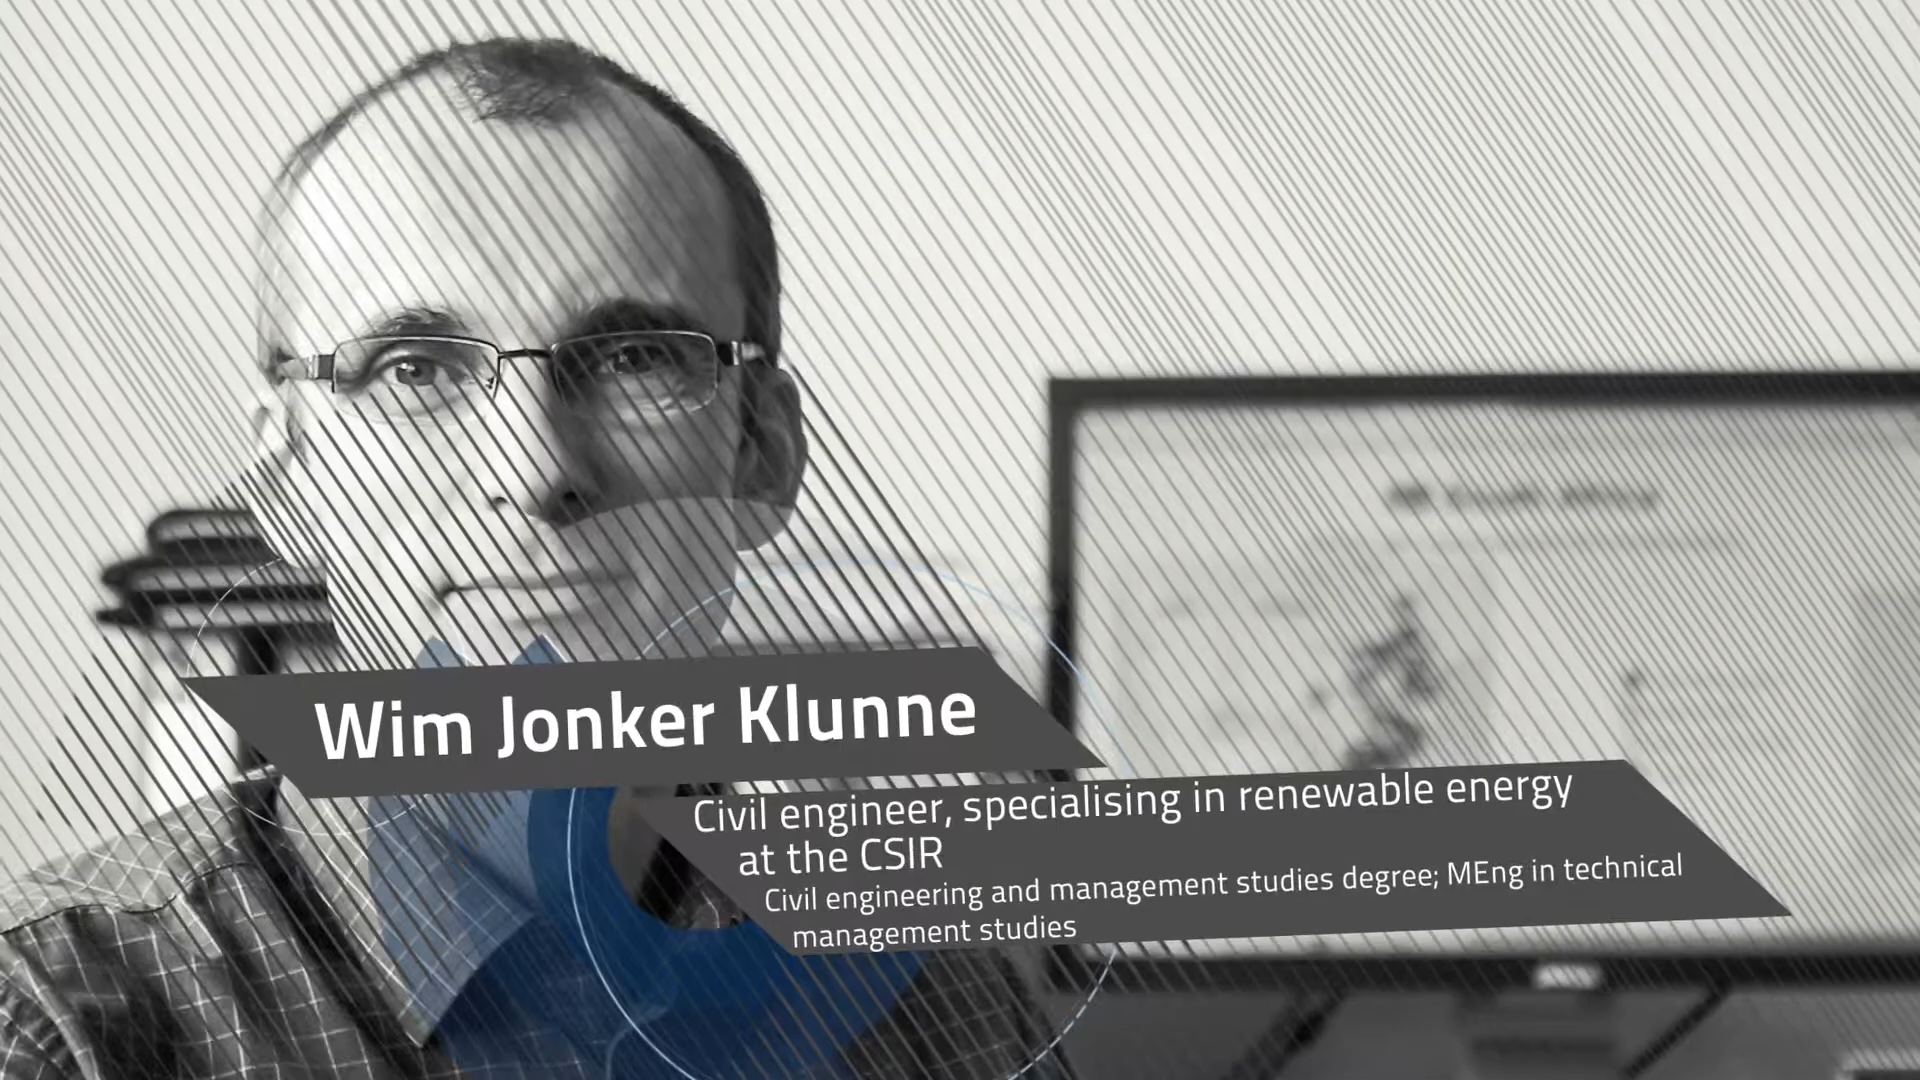 Wim Jonker Klunne
Civil engineer, specialising in renewable energy
at the CSIR
Civil engineering and management studies degree; MEng in technical
management studies